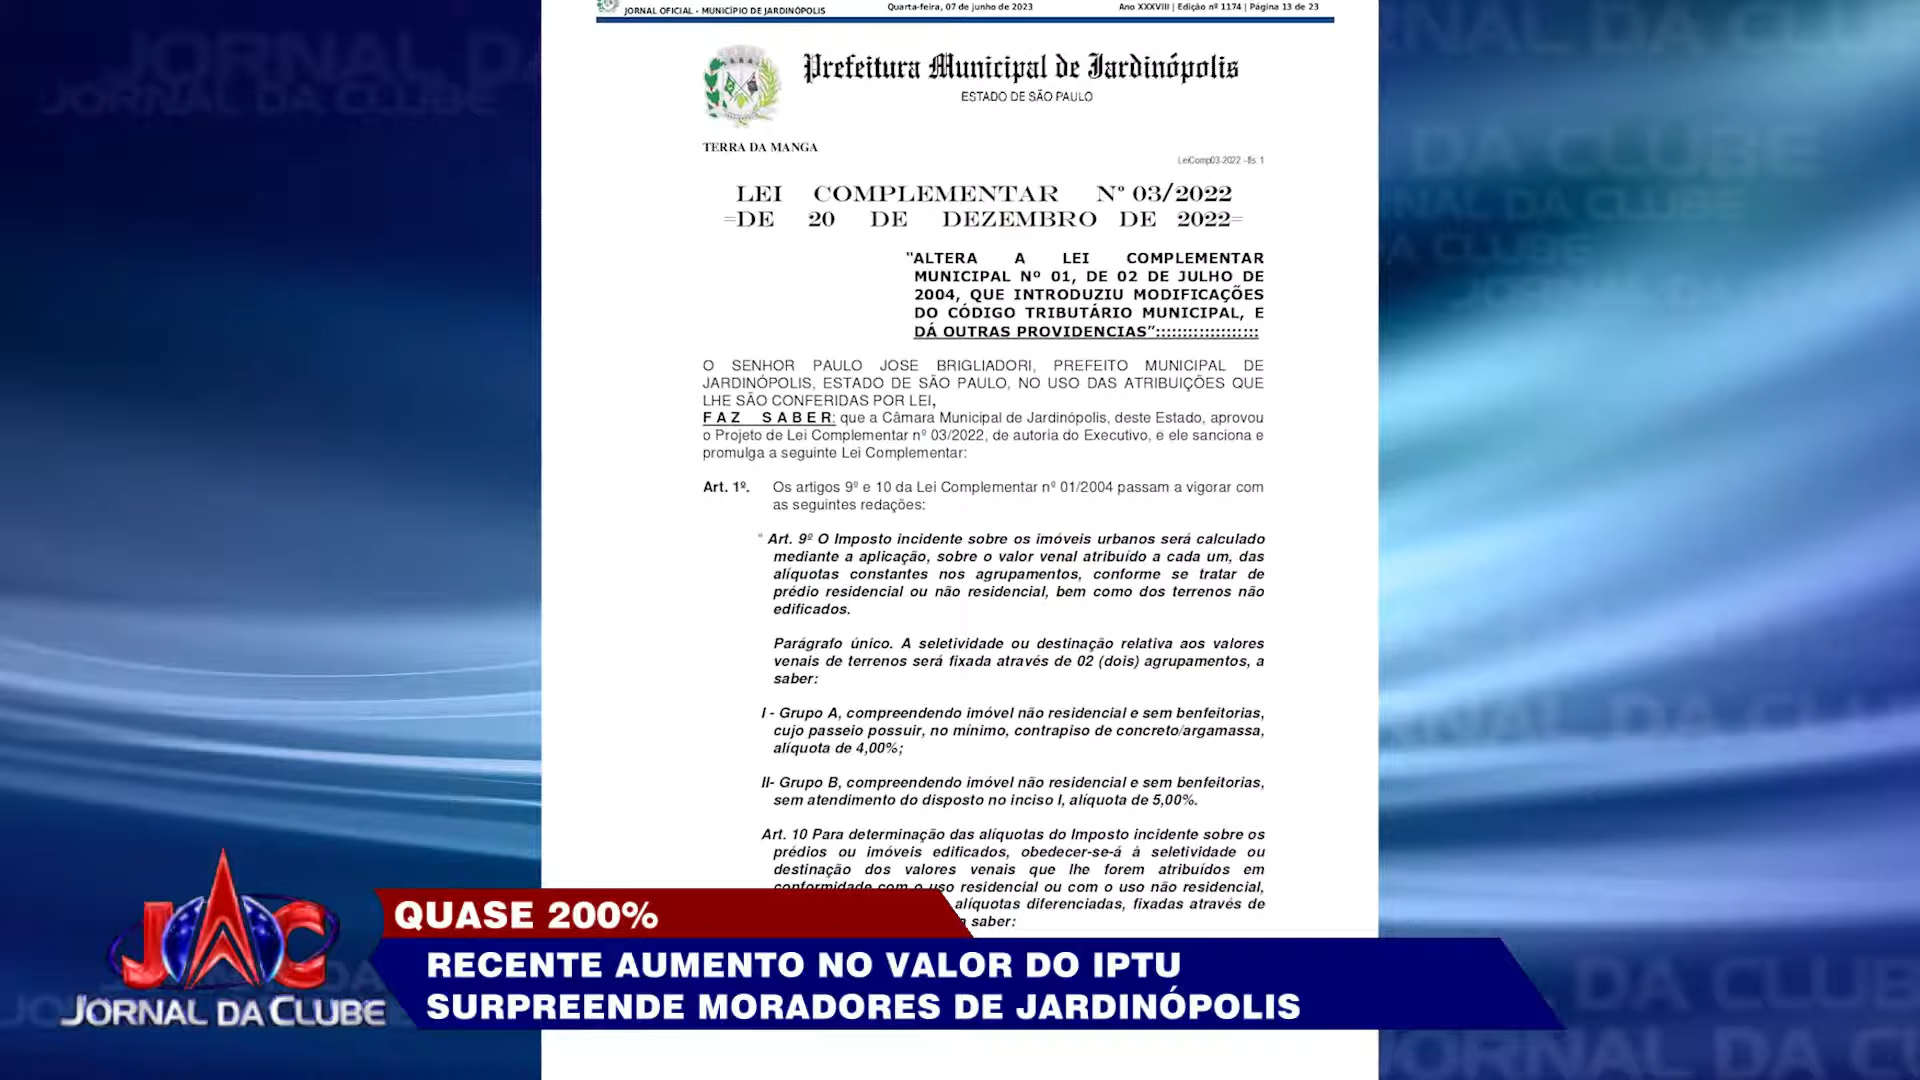 JORNAL OFICIAL - MUNICÍPIO DE JARDINÓPOLIS
Quarta-feira, 07 de junho de 2023
Ano XXXVIII | Edição nº 1174 | Página 13 de 23
Prefeitura Municipal de Jardinópolis
ESTADO DE SÃO PAULO
TERRA DA MANGA
LeiComp03-2022 –fls. 1
LEI COMPLEMENTAR Nº 03/2022
=DE 20 DE DEZEMBRO DE 2022=
“ALTERA A LEI COMPLEMENTAR
MUNICIPAL Nº 01, DE 02 DE JULHO DE
2004, QUE INTRODUZIU MODIFICAÇÕES
DO CÓDIGO TRIBUTÁRIO MUNICIPAL, E
DÁ OUTRAS PROVIDENCIAS”:::::::::::::::::::
O SENHOR PAULO JOSE BRIGLIADORI, PREFEITO MUNICIPAL DE
JARDINÓPOLIS, ESTADO DE SÃO PAULO, NO USO DAS ATRIBUIÇÕES QUE
LHE SÃO CONFERIDAS POR LEI,
F A Z S A B E R: que a Câmara Municipal de Jardinópolis, deste Estado, aprovou
o Projeto de Lei Complementar nº 03/2022, de autoria do Executivo, e ele sanciona e
promulga a seguinte Lei Complementar:
Art. 1º. Os artigos 9º e 10 da Lei Complementar nº 01/2004 passam a vigorar com
as seguintes redações:
“ Art. 9º O Imposto incidente sobre os imóveis urbanos será calculado
mediante a aplicação, sobre o valor venal atribuído a cada um, das
alíquotas constantes nos agrupamentos, conforme se tratar de
prédio residencial ou não residencial, bem como dos terrenos não
edificados.
Parágrafo único. A seletividade ou destinação relativa aos valores
venais de terrenos será fixada através de 02 (dois) agrupamentos, a
saber:
I - Grupo A, compreendendo imóvel não residencial e sem benfeitorias,
cujo passeio possuir, no mínimo, contrapiso de concreto/argamassa,
alíquota de 4,00%;
II- Grupo B, compreendendo imóvel não residencial e sem benfeitorias,
sem atendimento do disposto no inciso I, alíquota de 5,00%.
Art. 10 Para determinação das alíquotas do Imposto incidente sobre os
prédios ou imóveis edificados, obedecer-se-á à seletividade ou
destinação dos valores venais que lhe forem atribuídos em
conformidade com o uso residencial ou com o uso não residencial,
alíquotas diferenciadas, fixadas através de
saber:
QUASE 200%
RECENTE AUMENTO NO VALOR DO IPTU
SURPREENDE MORADORES DE JARDINÓPOLIS
JAC
JORNAL DA CLUBE